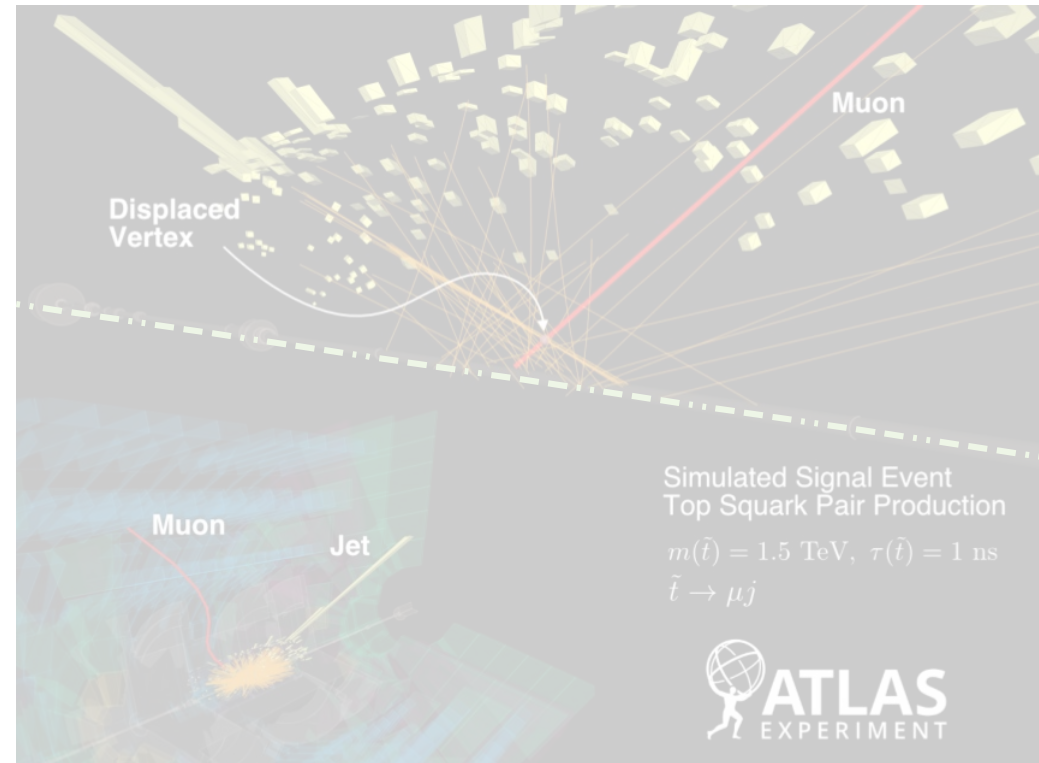 Muon
Displaced
Vertex
Simulated Signal Event
Top Squark Pair Production
m(t̃) = 1.5 TeV, τ(t̃) = 1 ns
t̃ → μj
Muon
Jet
ATLAS
EXPERIMENT